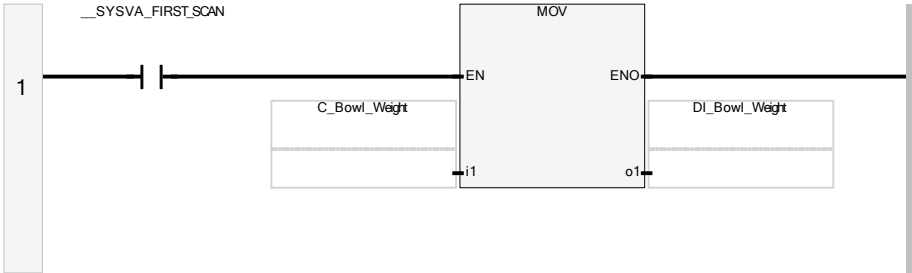 __SYSVA_FIRST_SCAN
MOV
1
EN
ENO
C_Bowl_Weight
DI_Bowl_Weight
i1
o1